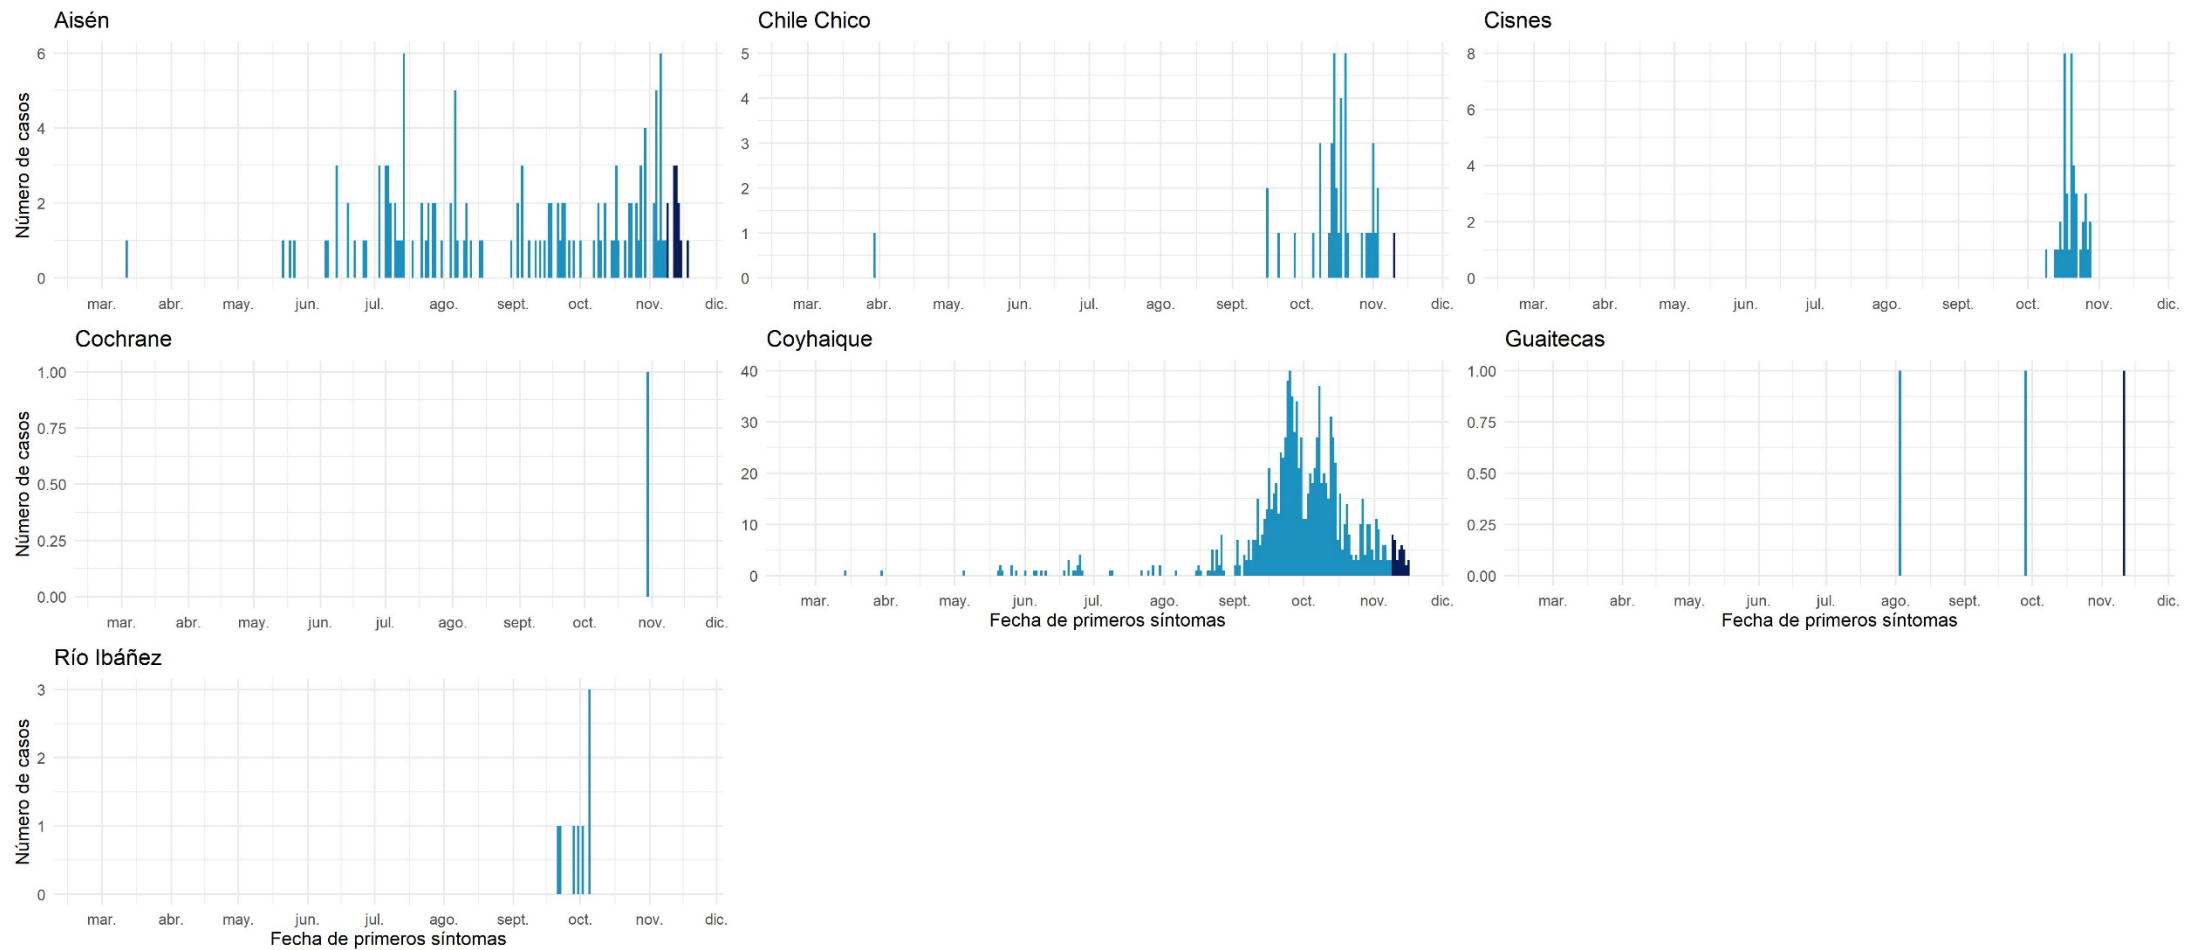 Aisén
Número de casos
6
4
2
0
mar. abr. may. jun. jul. ago. sept. oct. nov. dic.
Chile Chico
5
4
3
2
1
0
mar. abr. may. jun. jul. ago. sept. oct. nov. dic.
Cisnes
8
6
4
2
0
mar. abr. may. jun. jul. ago. sept. oct. nov. dic.
Cochrane
Número de casos
1.00
0.75
0.50
0.25
0.00
mar. abr. may. jun. jul. ago. sept. oct. nov. dic.
Coyhaique
40
30
20
10
0
mar. abr. may. jun. jul. ago. sept. oct. nov. dic.
Fecha de primeros síntomas
Guaitecas
1.00
0.75
0.50
0.25
0.00
mar. abr. may. jun. jul. ago. sept. oct. nov. dic.
Fecha de primeros síntomas
Río Ibáñez
Número de casos
3
2
1
0
mar. abr. may. jun. jul. ago. sept. oct. nov. dic.
Fecha de primeros síntomas